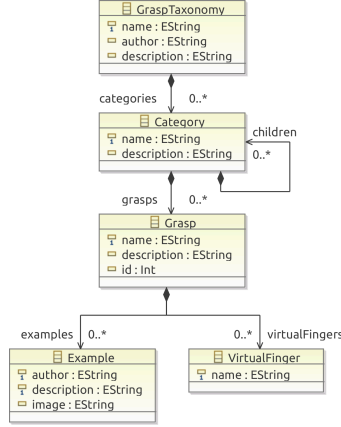 GraspTaxonomy
name : EString
author : EString
description : EString
categories 0..*
Category
name : EString
description : EString
children
0..*
grasps 0..*
Grasp
name : EString
description : EString
id : Int
examples 0..*
0..* virtualFingers
Example
author : EString
description : EString
image : EString
VirtualFinger
name : EString